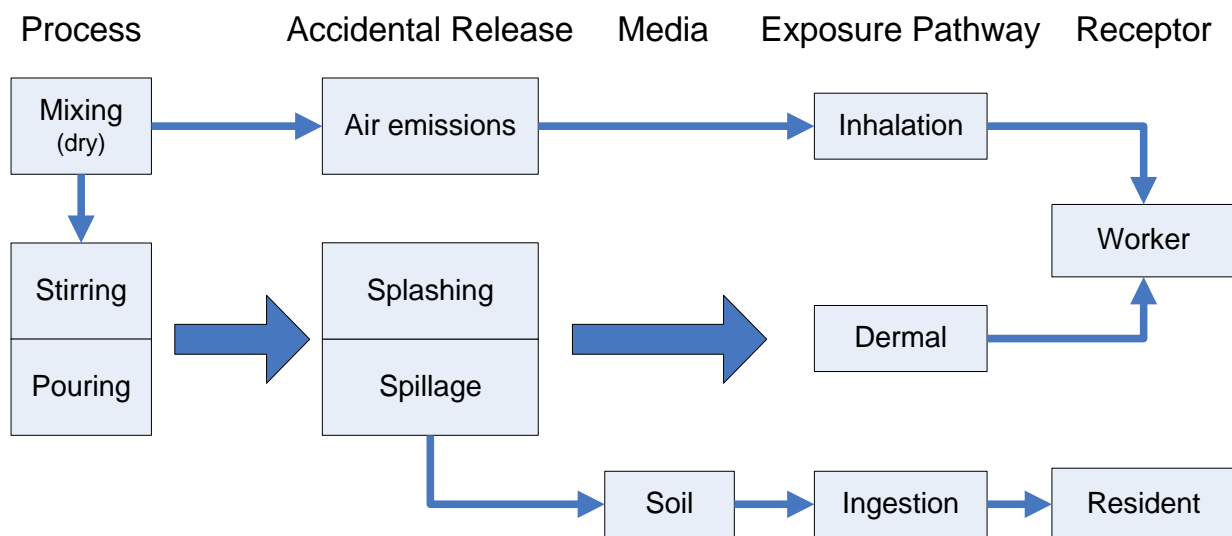 Process Accidental Release Media Exposure Pathway Receptor
Mixing
(dry)
Air emissions
Inhalation
Worker
Stirring
Splashing
Dermal
Pouring
Spillage
Soil
Ingestion
Resident